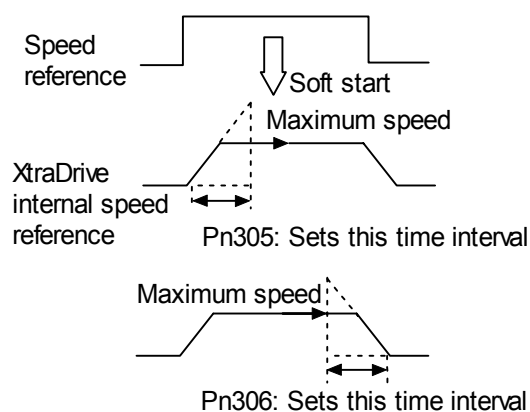 Speed
reference
Soft start
Maximum speed
XtraDrive
internal speed
reference
Pn305: Sets this time interval
Maximum speed
Pn306: Sets this time interval